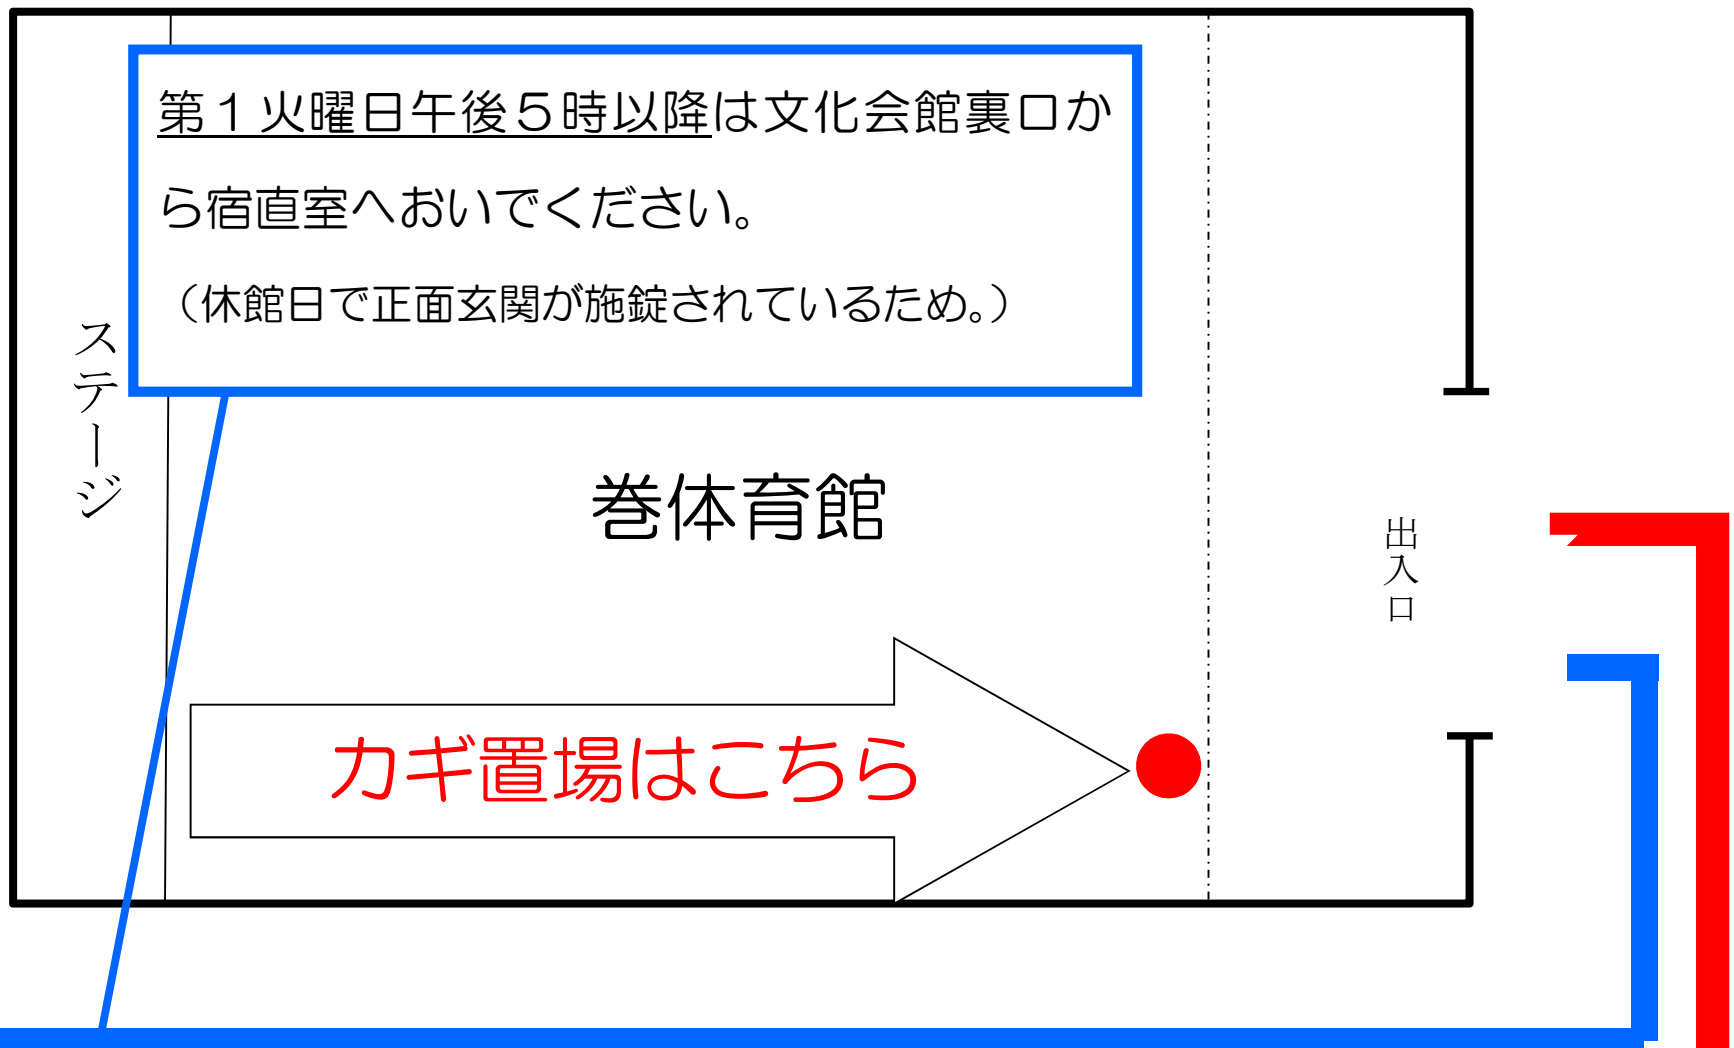 第１火曜日午後５時以降は文化会館裏口か
ら宿直室へおいでください。
（休館日で正面玄関が施錠されているため。）
ステージ
巻体育館
出入口
カギ置場はこちら